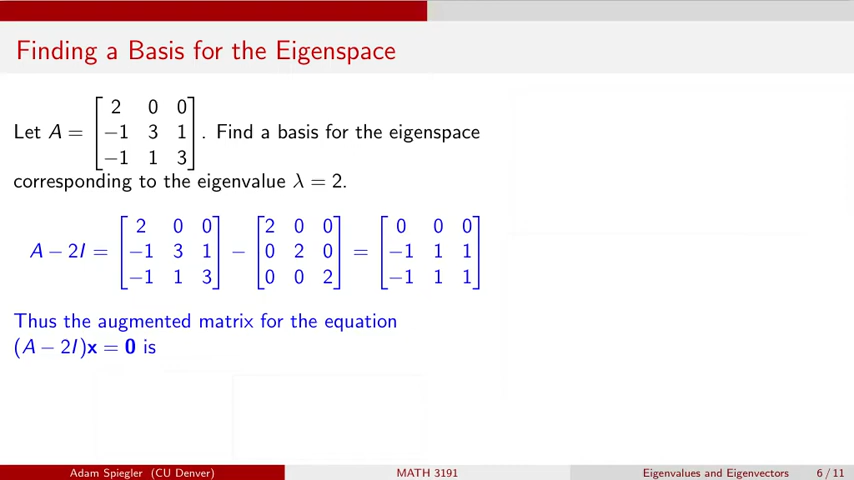 Finding a Basis for the Eigenspace
Let A = [2 0 0; −1 3 1; −1 1 3]. Find a basis for the eigenspace
corresponding to the eigenvalue λ = 2.
A − 2I = [2 0 0; −1 3 1; −1 1 3] − [2 0 0; 0 2 0; 0 0 2] = [0 0 0; −1 1 1; −1 1 1]
Thus the augmented matrix for the equation
(A − 2I)x = 0 is
Adam Spiegler (CU Denver) MATH 3191 Eigenvalues and Eigenvectors 6 / 11